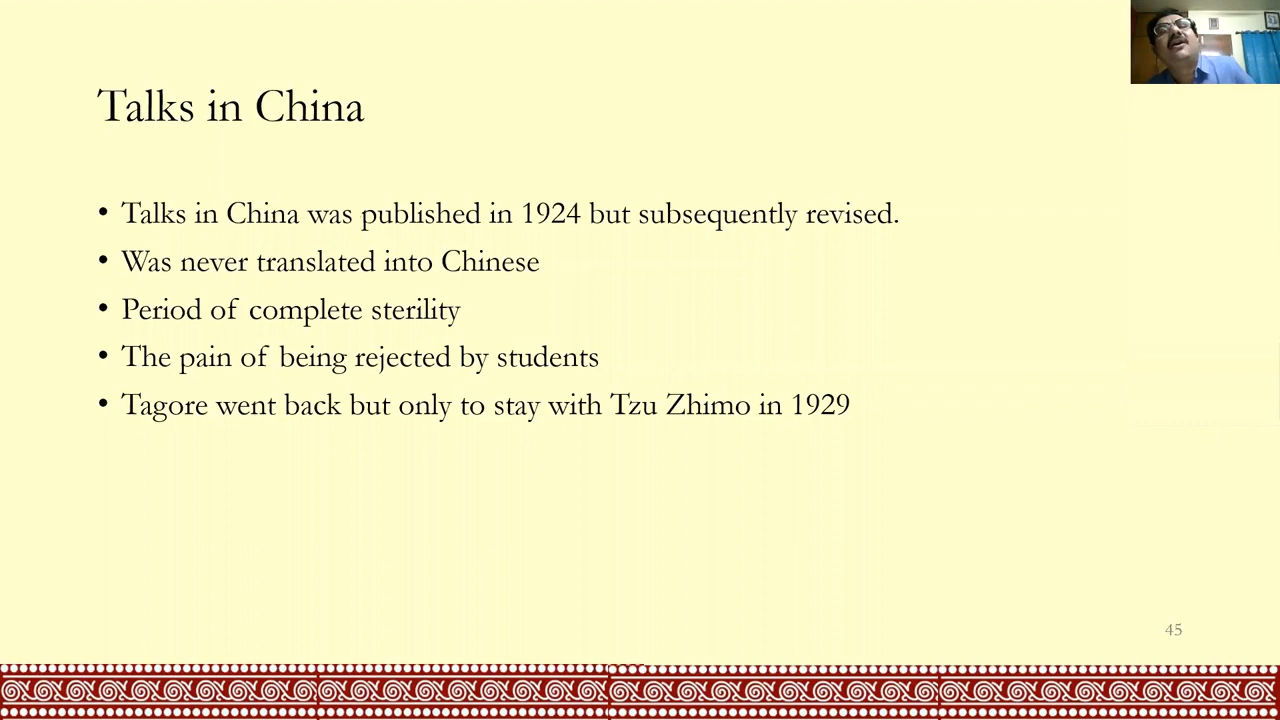 Talks in China
• Talks in China was published in 1924 but subsequently revised.
• Was never translated into Chinese
• Period of complete sterility
• The pain of being rejected by students
• Tagore went back but only to stay with Tzu Zhimo in 1929
45